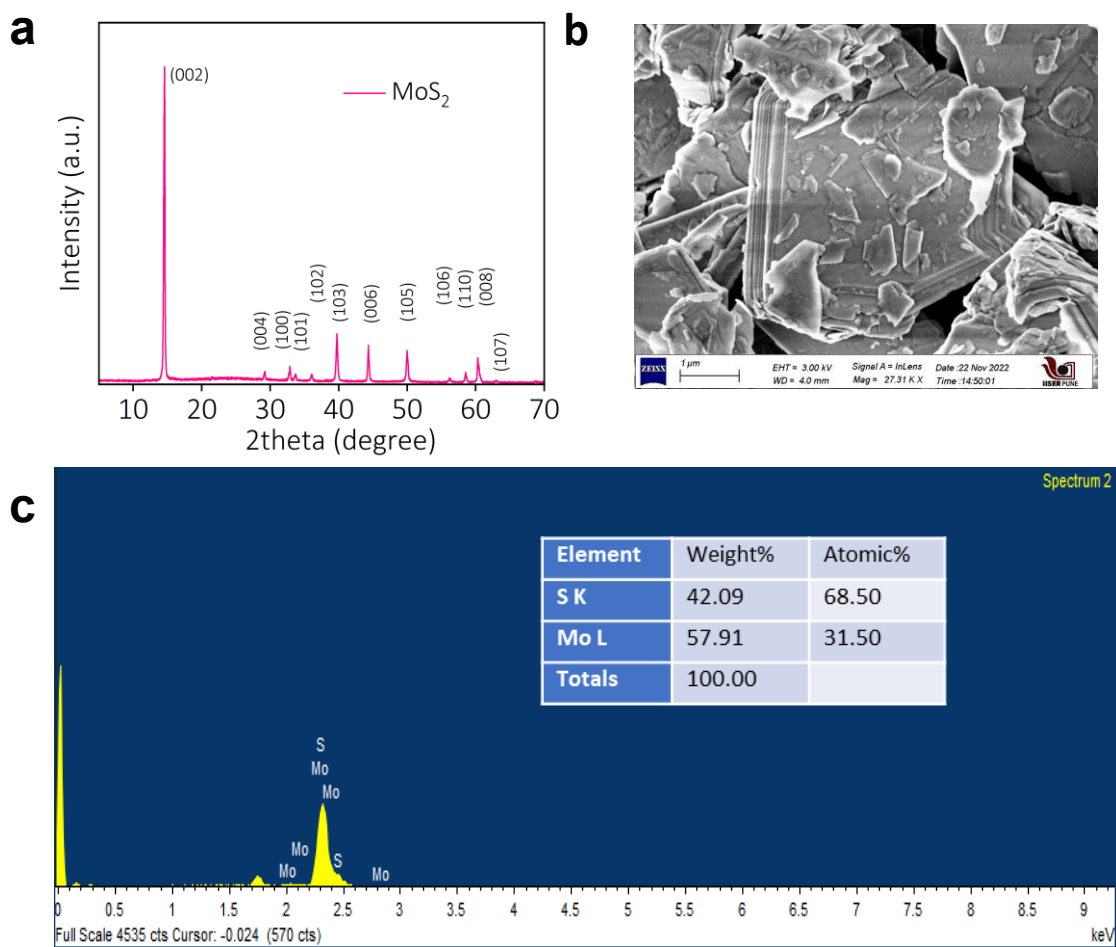 a
b
(002)
MoS₂
Intensity (a.u.)
(004)
(100)
(101)
(102)
(103)
(006)
(105)
(106)
(110)
(008)
(107)
10 20 30 40 50 60 70
2theta (degree)
ZEISS
1 µm
EHT = 3.00 kV
WD = 4.0 mm
Signal A = InLens
Mag = 27.31 K X
Date :22 Nov 2022
Time :14:50:01
IISER PUNE
c
Spectrum 2
Element Weight% Atomic%
S K 42.09 68.50
Mo L 57.91 31.50
Totals 100.00
S
Mo
Mo
Mo
S
Mo
Mo
0 0.5 1 1.5 2 2.5 3 3.5 4 4.5 5 5.5 6 6.5 7 7.5 8 8.5 9
Full Scale 4535 cts Cursor: -0.024 (570 cts)
keV